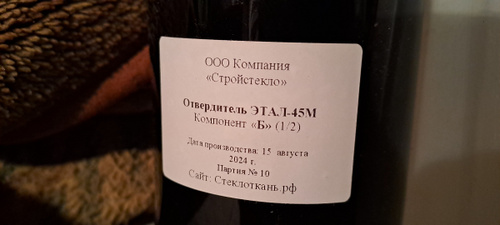 ООО Компания
«Стройстекло»
Отвердитель ЭТАЛ-45М
Компонент «Б» (1/2)
Дата производства: 15 августа
2024 г.
Партия № 10
Сайт: Стеклоткань.рф